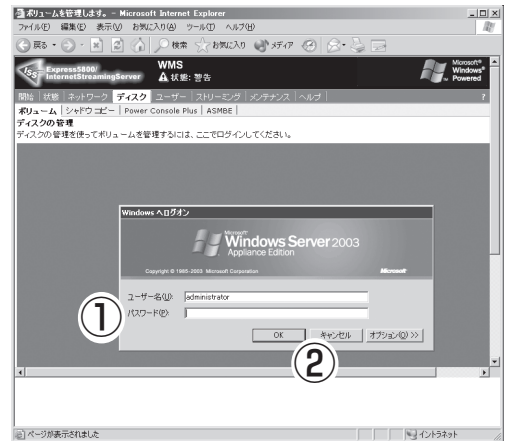 ボリュームを管理します。 - Microsoft Internet Explorer
ファイル(F) 編集(E) 表示(V) お気に入り(A) ツール(T) ヘルプ(H)
戻る 検索 お気に入り メディア
iSS Express5800/ InternetStreamingServer
WMS
状態: 警告
Microsoft® Windows® Powered
開始 状態 ネットワーク ディスク ユーザー ストリーミング メンテナンス ヘルプ ?
ボリューム シャドウ コピー Power Console Plus ASMBE
ディスクの管理
ディスクの管理を使ってボリュームを管理するには、ここでログインしてください。
Windows へログオン
Microsoft
Windows Server 2003
Appliance Edition
Copyright © 1985-2003 Microsoft Corporation Microsoft
ユーザー名(U): administrator
① パスワード(P):
OK キャンセル オプション(O) >>
②
ページが表示されました イントラネット